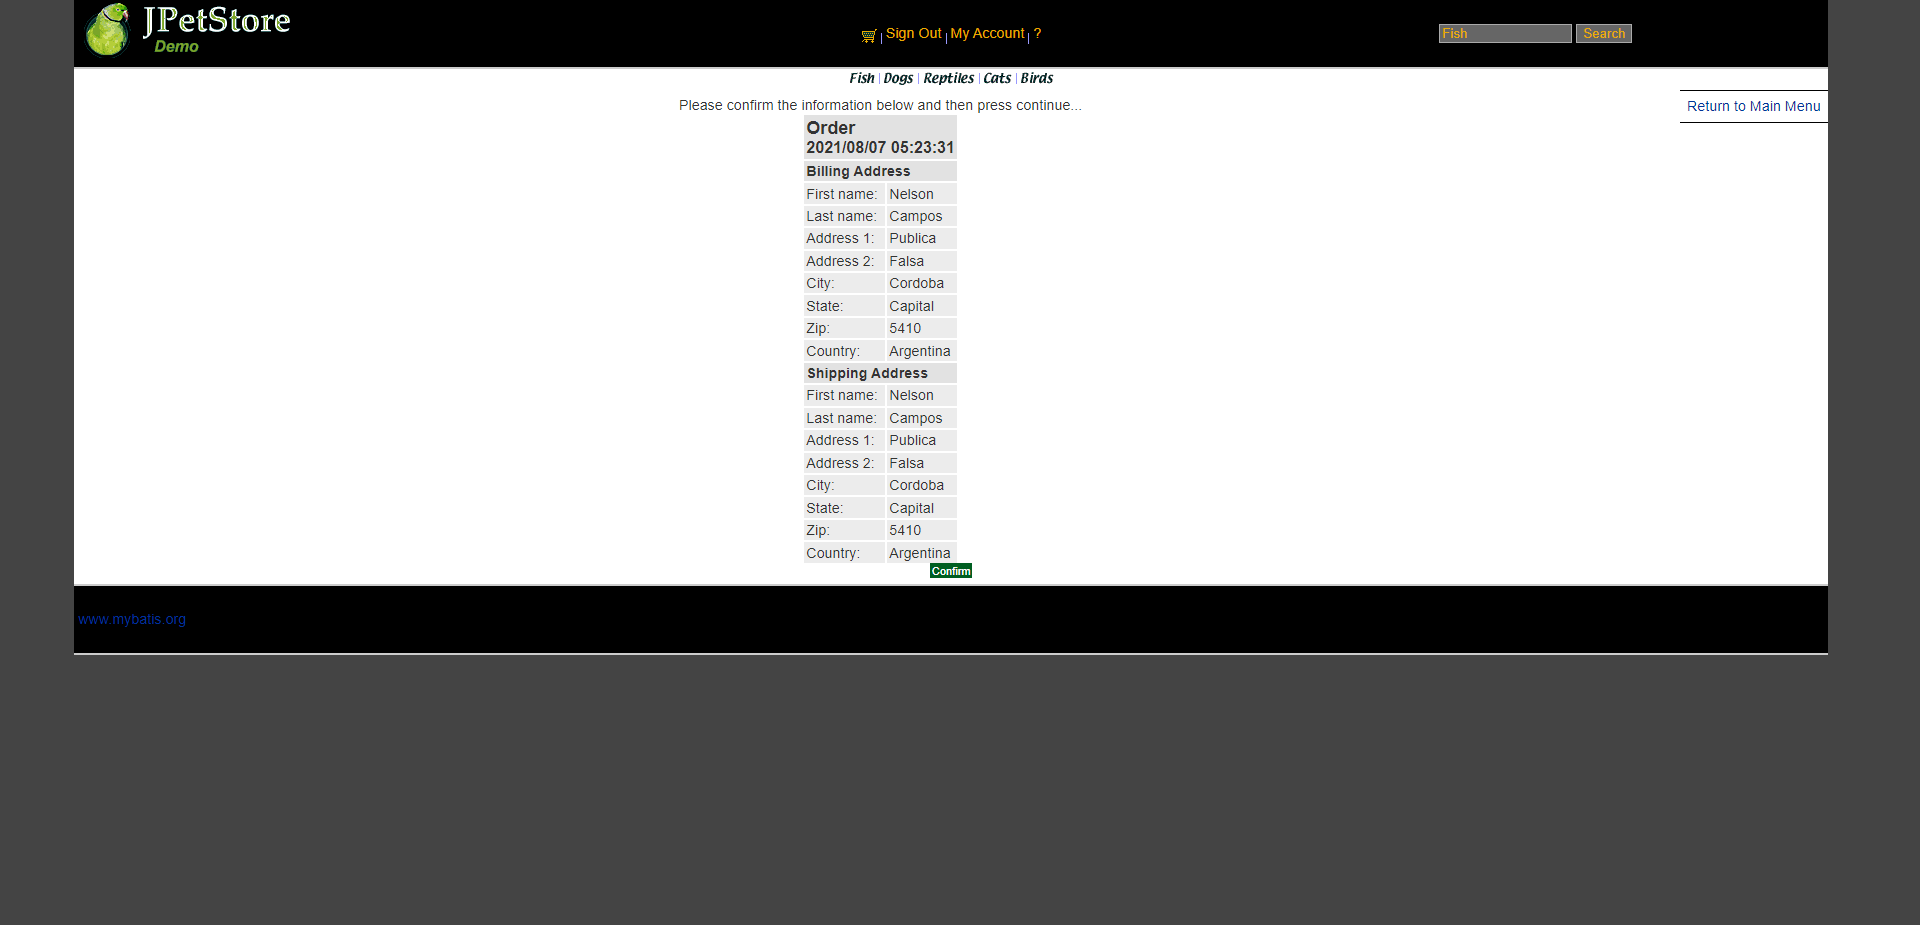 JPetStore
Demo
Sign Out My Account ?
Fish Search
Fish Dogs Reptiles Cats Birds
Please confirm the information below and then press continue...
Return to Main Menu
Order
2021/08/07 05:23:31
Billing Address
First name: Nelson
Last name: Campos
Address 1: Publica
Address 2: Falsa
City: Cordoba
State: Capital
Zip: 5410
Country: Argentina
Shipping Address
First name: Nelson
Last name: Campos
Address 1: Publica
Address 2: Falsa
City: Cordoba
State: Capital
Zip: 5410
Country: Argentina
Confirm
www.mybatis.org